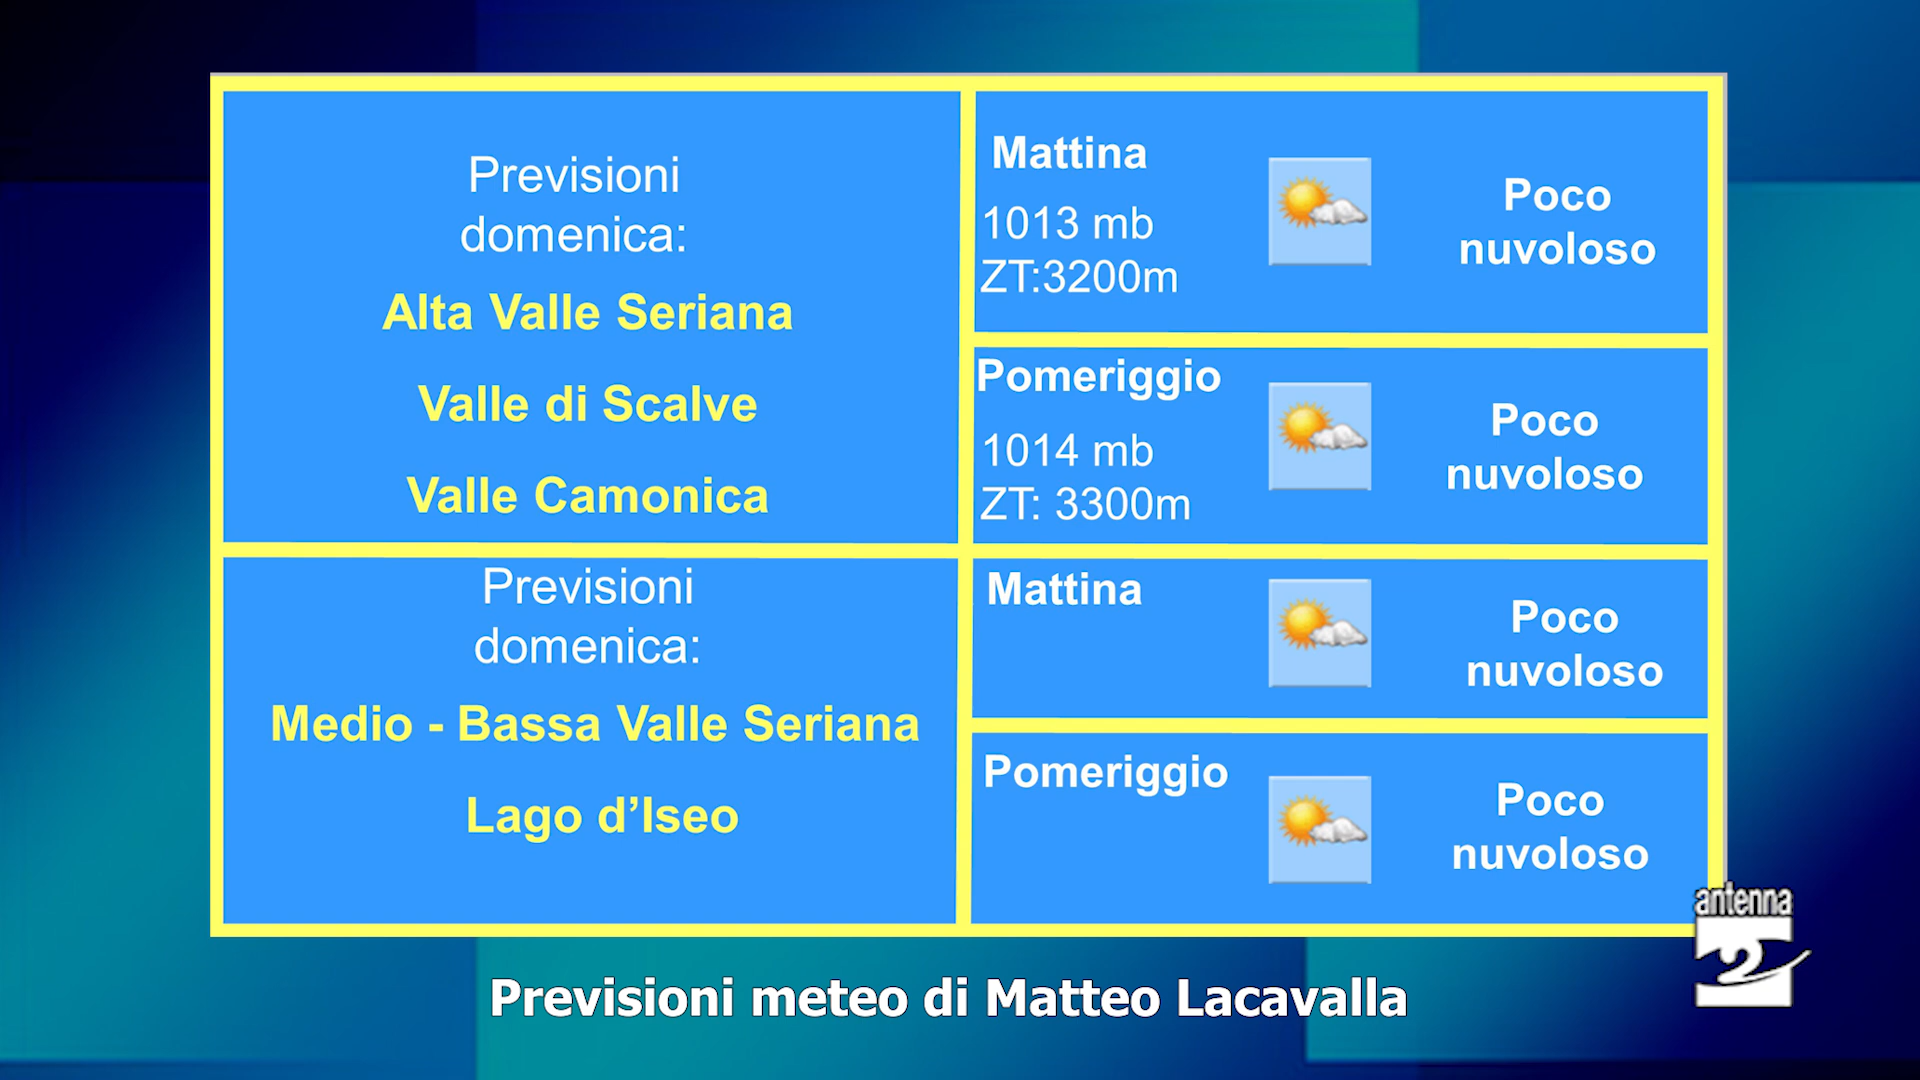 Previsioni
domenica:
Alta Valle Seriana
Valle di Scalve
Valle Camonica
Mattina
1013 mb
ZT:3200m
Poco
nuvoloso
Pomeriggio
1014 mb
ZT: 3300m
Poco
nuvoloso
Previsioni
domenica:
Medio - Bassa Valle Seriana
Lago d’Iseo
Mattina
Poco
nuvoloso
Pomeriggio
Poco
nuvoloso
antenna
2
Previsioni meteo di Matteo Lacavalla